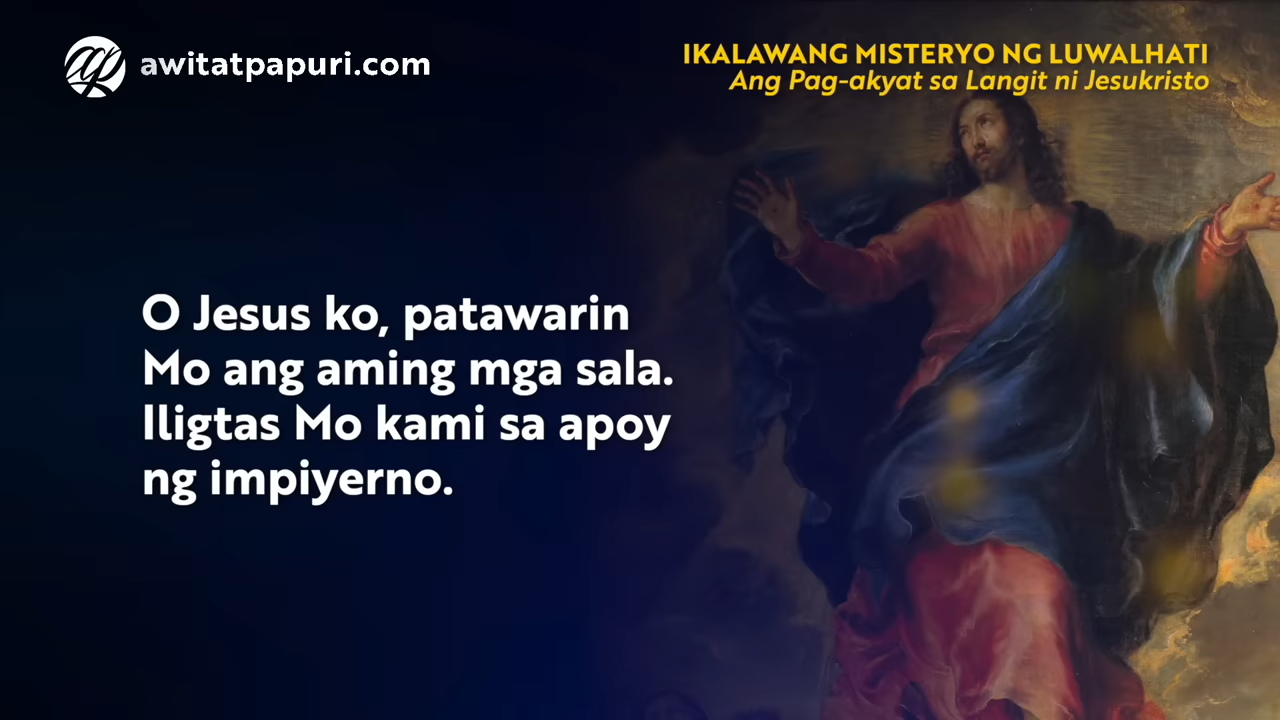 awitatpapuri.com
IKALAWANG MISTERYO NG LUWALHATI
Ang Pag-akyat sa Langit ni Jesukristo
O Jesus ko, patawarin
Mo ang aming mga sala.
Iligtas Mo kami sa apoy
ng impiyerno.